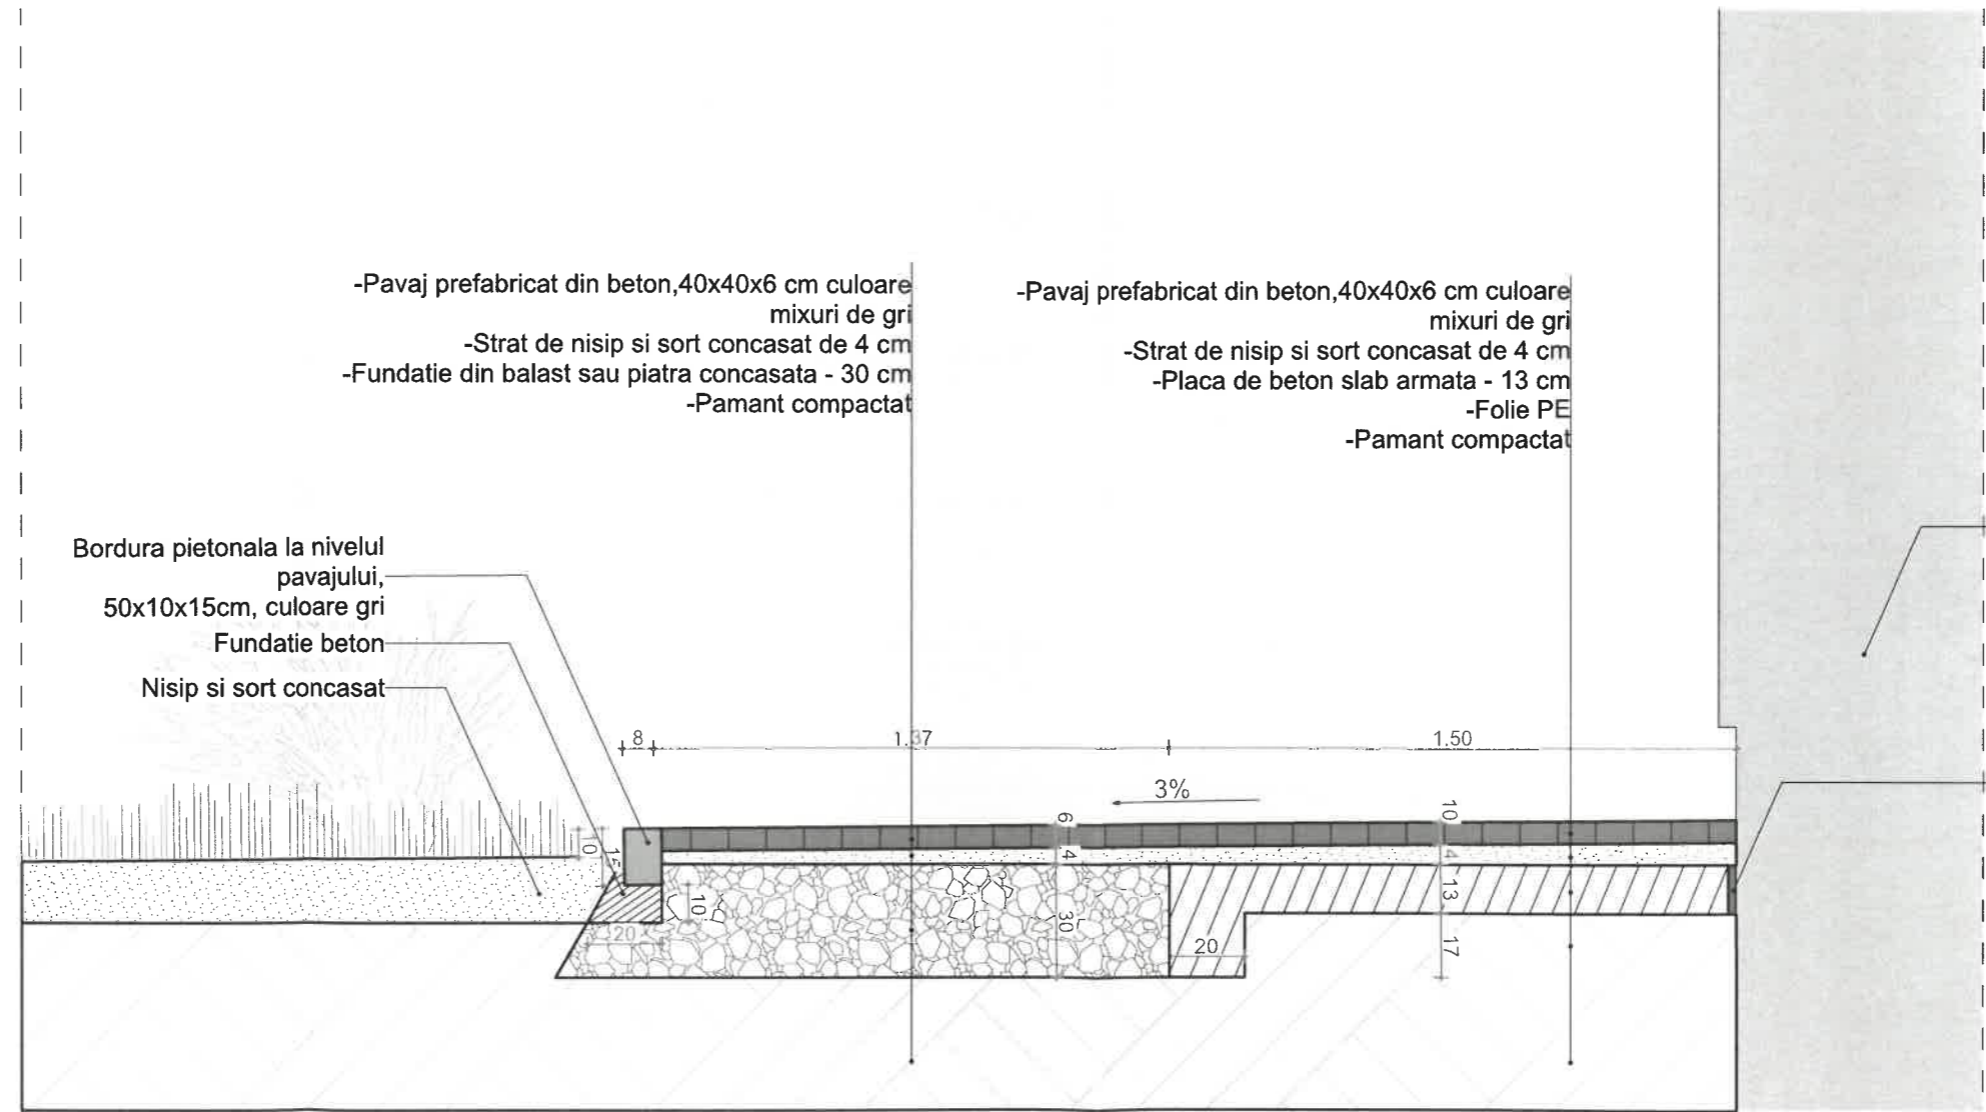 -Pavaj prefabricat din beton,40x40x6 cm culoare
mixuri de gri
-Strat de nisip si sort concasat de 4 cm
-Fundatie din balast sau piatra concasata - 30 cm
-Pamant compactat
-Pavaj prefabricat din beton,40x40x6 cm culoare
mixuri de gri
-Strat de nisip si sort concasat de 4 cm
-Placa de beton slab armata - 13 cm
-Folie PE
-Pamant compactat
Bordura pietonala la nivelul
pavajului,
50x10x15cm, culoare gri
Fundatie beton
Nisip si sort concasat
8
1.37
1.50
3%
6
10
10
15
4
4
13
10
30
20
20
17